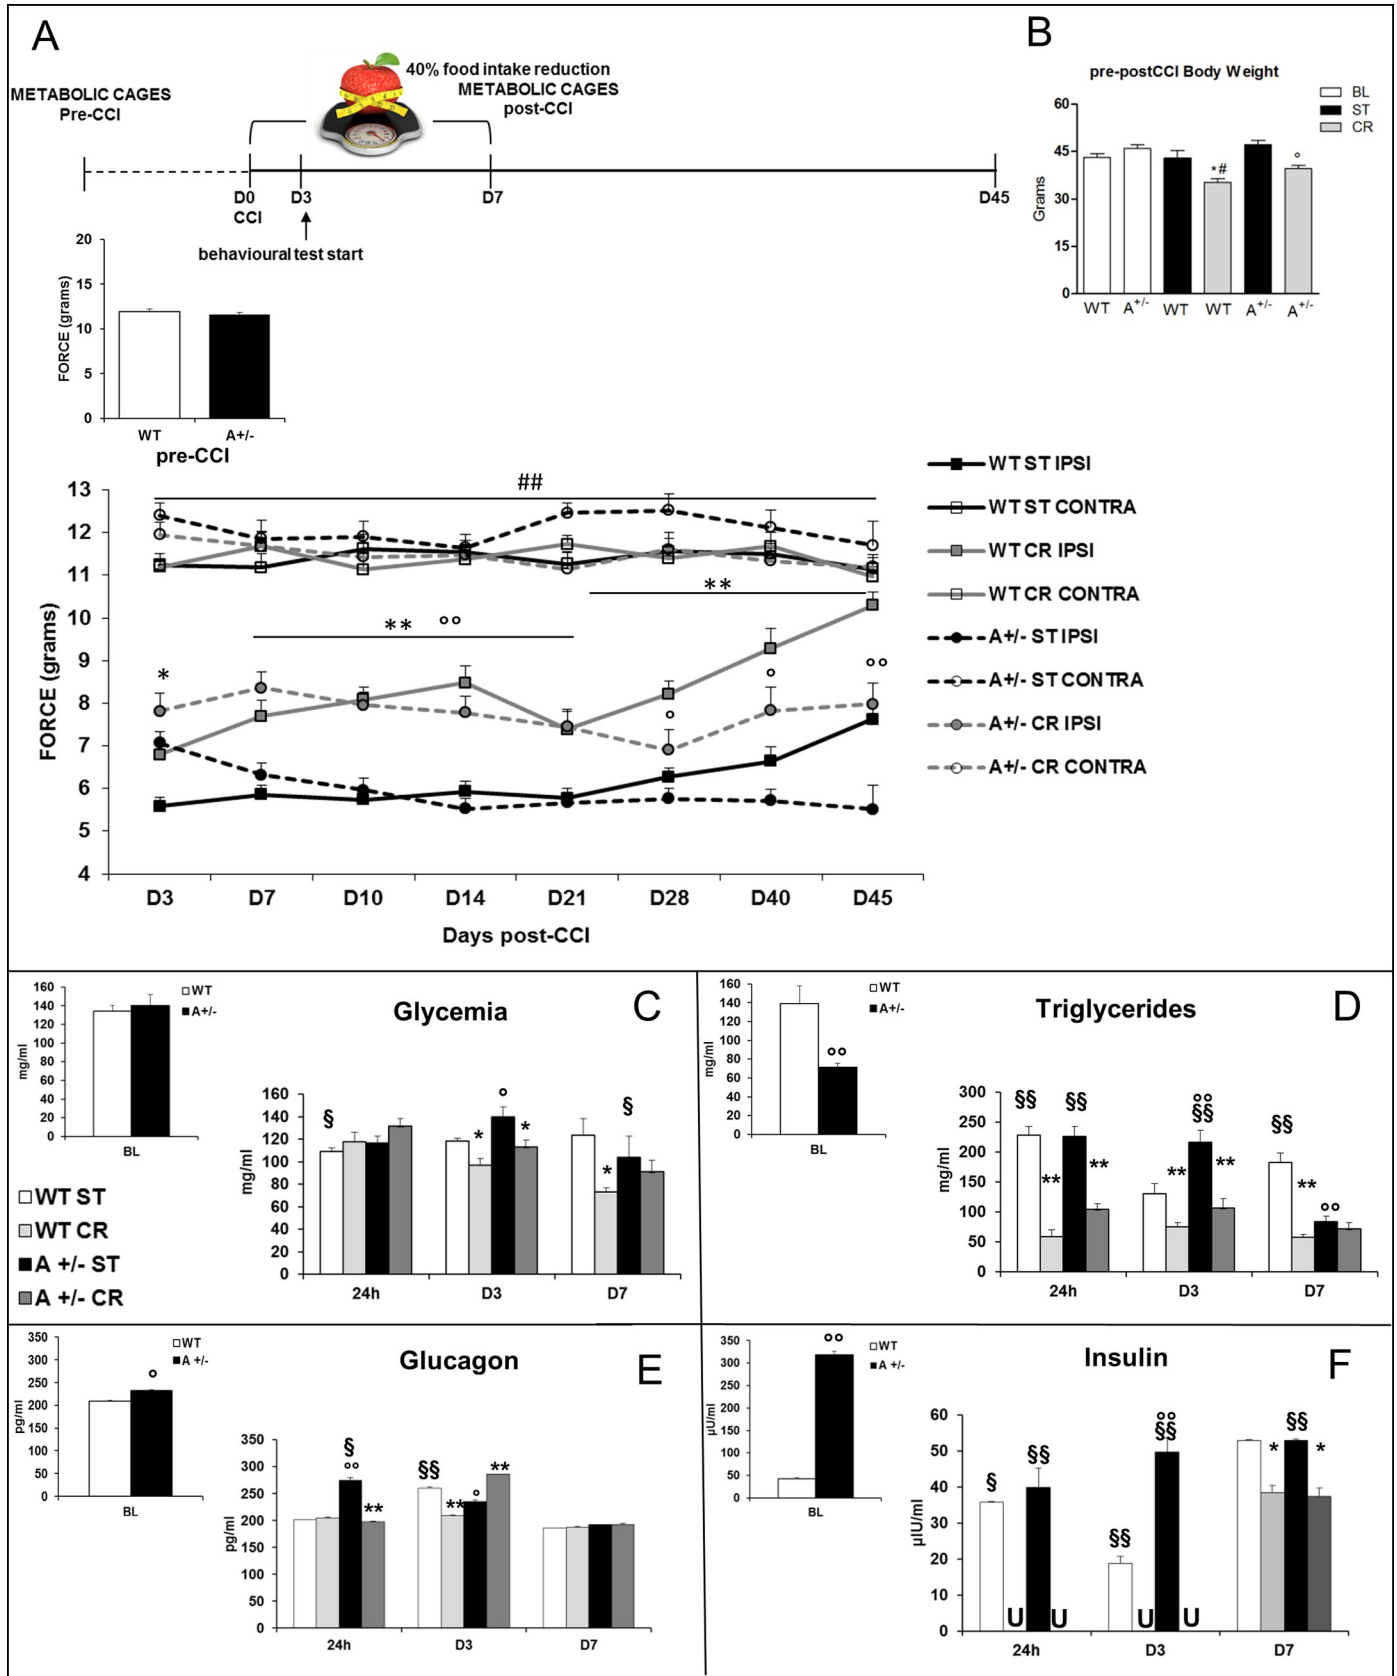 A
40% food intake reduction
METABOLIC CAGES
post-CCI
METABOLIC CAGES
Pre-CCI
D0
CCI
D3
D7
D45
behavioural test start
B
pre-postCCI Body Weight
BL
ST
CR
Grams
60
45
30
15
0
*#
°
WT A+/- WT WT A+/- A+/-
FORCE (grams)
20
15
10
5
0
WT A+/-
pre-CCI
FORCE (grams)
13
12
11
10
9
8
7
6
5
4
##
**
** °°
*
°
°
°°
D3 D7 D10 D14 D21 D28 D40 D45
Days post-CCI
WT ST IPSI
WT ST CONTRA
WT CR IPSI
WT CR CONTRA
A+/- ST IPSI
A+/- ST CONTRA
A+/- CR IPSI
A+/- CR CONTRA
C
Glycemia
WT
A+/-
mg/ml
160
140
120
100
80
60
40
20
0
BL
WT ST
WT CR
A +/- ST
A +/- CR
mg/ml
160
140
120
100
80
60
40
20
0
§ * ° * * §
24h D3 D7
D
Triglycerides
WT
A+/-
mg/ml
160
140
120
100
80
60
40
20
0
°°
BL
mg/ml
300
250
200
150
100
50
0
§§ ** §§ ** ** °° §§ ** §§ ** °°
24h D3 D7
E
Glucagon
WT
A +/-
pg/ml
350
300
250
200
150
100
50
0
°
BL
pg/ml
350
300
250
200
150
100
50
0
§ °° ** §§ ** ° **
24h D3 D7
F
Insulin
WT
A +/-
µU/ml
350
300
250
200
150
100
50
0
°°
BL
µIU/ml
60
50
40
30
20
10
0
§ U §§ U §§ U °° §§ U * §§ *
24h D3 D7